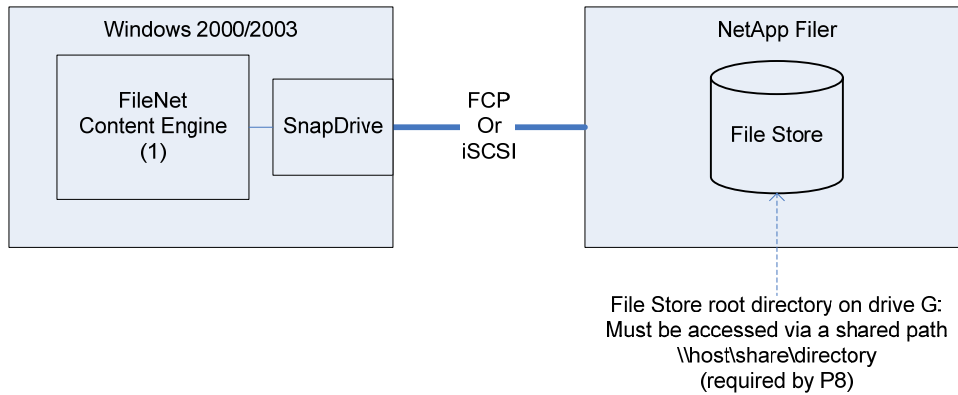 Windows 2000/2003
FileNet
Content Engine
(1)
SnapDrive
FCP
Or
iSCSI
NetApp Filer
File Store
File Store root directory on drive G:
Must be accessed via a shared path
\\host\share\directory
(required by P8)